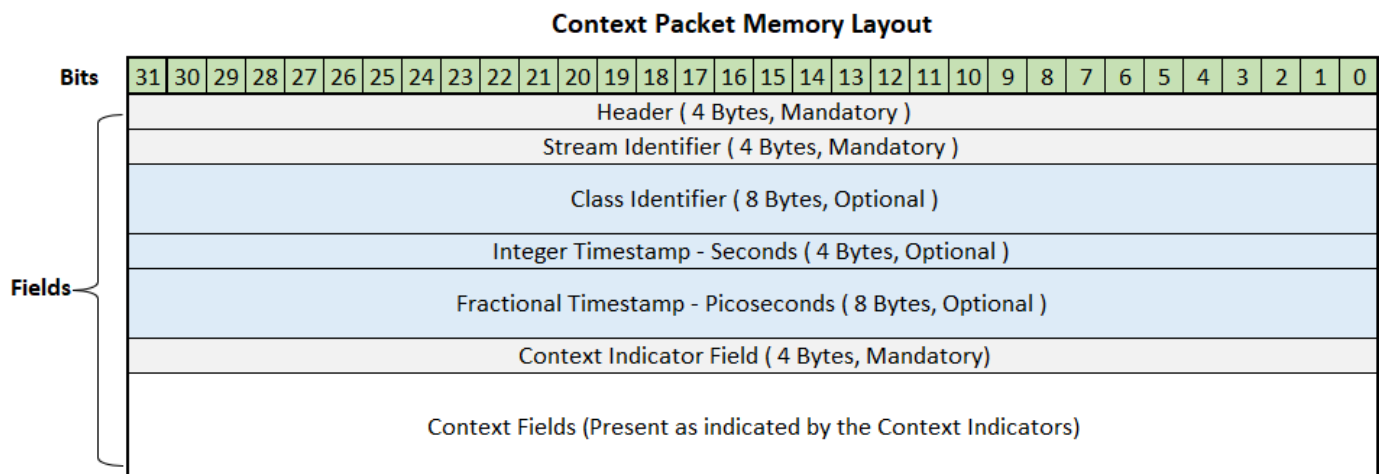 Context Packet Memory Layout
Bits 31 30 29 28 27 26 25 24 23 22 21 20 19 18 17 16 15 14 13 12 11 10 9 8 7 6 5 4 3 2 1 0
Header ( 4 Bytes, Mandatory )
Stream Identifier ( 4 Bytes, Mandatory )
Class Identifier ( 8 Bytes, Optional )
Integer Timestamp - Seconds ( 4 Bytes, Optional )
Fields
Fractional Timestamp - Picoseconds ( 8 Bytes, Optional )
Context Indicator Field ( 4 Bytes, Mandatory)
Context Fields (Present as indicated by the Context Indicators)